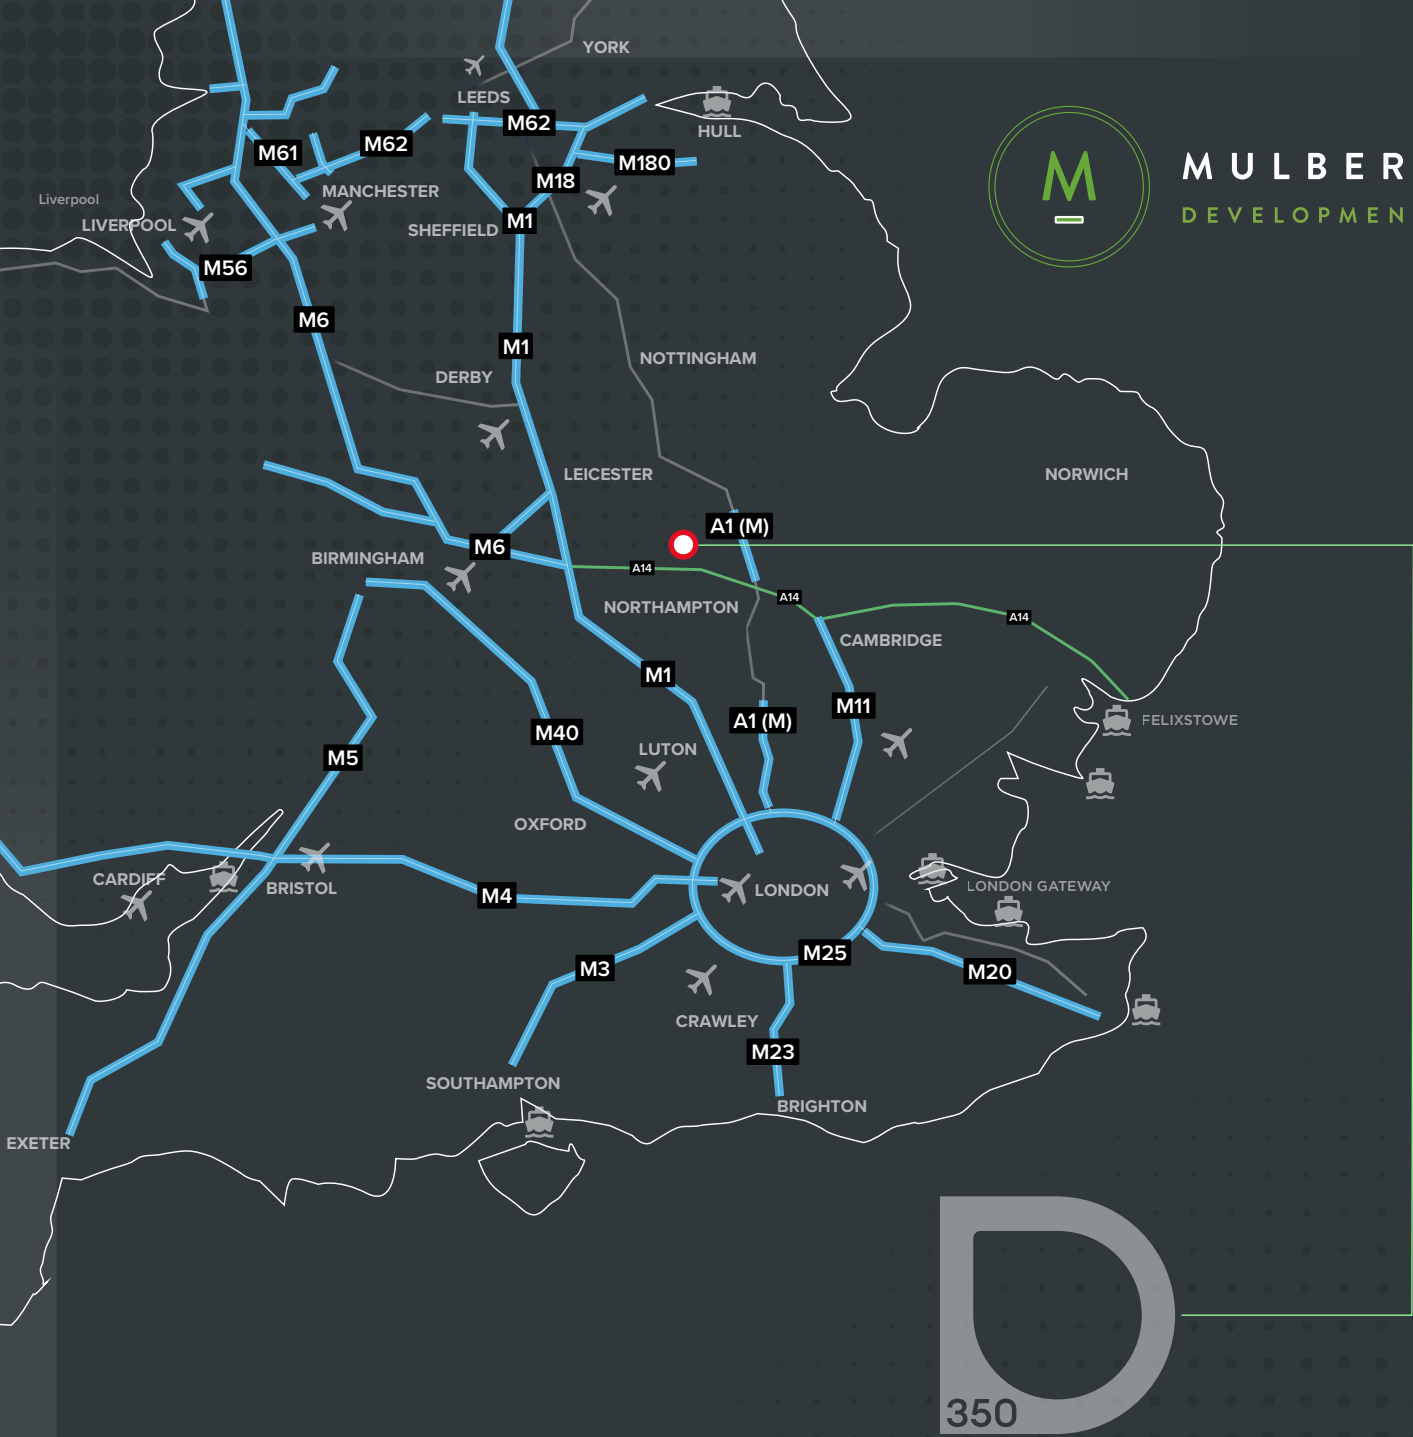 YORK
LEEDS
HULL
M62
M61
M62
M180
M18
MANCHESTER
Liverpool
LIVERPOOL
SHEFFIELD
M1
M56
M6
M1
NOTTINGHAM
DERBY
LEICESTER
NORWICH
A1 (M)
M6
BIRMINGHAM
A14
A14
NORTHAMPTON
A14
CAMBRIDGE
M1
M11
A1 (M)
FELIXSTOWE
M40
LUTON
M5
OXFORD
CARDIFF
BRISTOL
M4
LONDON
LONDON GATEWAY
M25
M3
M20
CRAWLEY
M23
SOUTHAMPTON
BRIGHTON
EXETER
M
MULBER
DEVELOPMEN
D
350